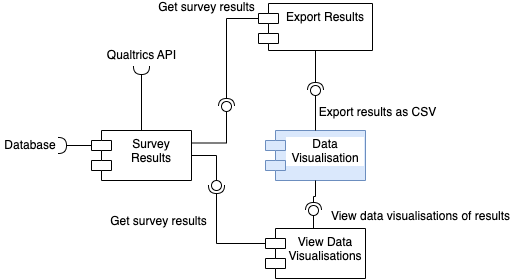 Get survey results
Export Results
Qualtrics API
Export results as CSV
Database
Survey
Results
Data
Visualisation
Get survey results
View data visualisations of results
View Data
Visualisations